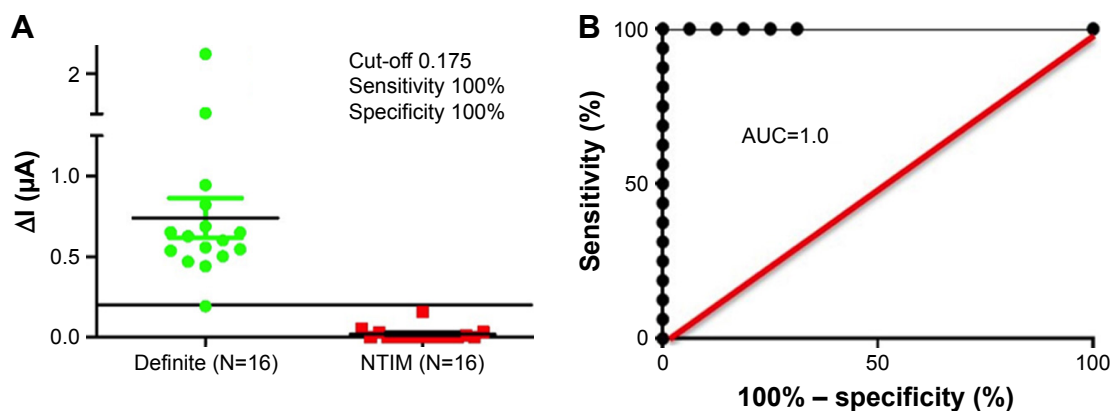 A
Cut-off 0.175
Sensitivity 100%
Specificity 100%
ΔI (μA)
2
1.0
0.5
0.0
Definite (N=16)
NTIM (N=16)
B
Sensitivity (%)
100
50
0
AUC=1.0
0
50
100
100% – specificity (%)